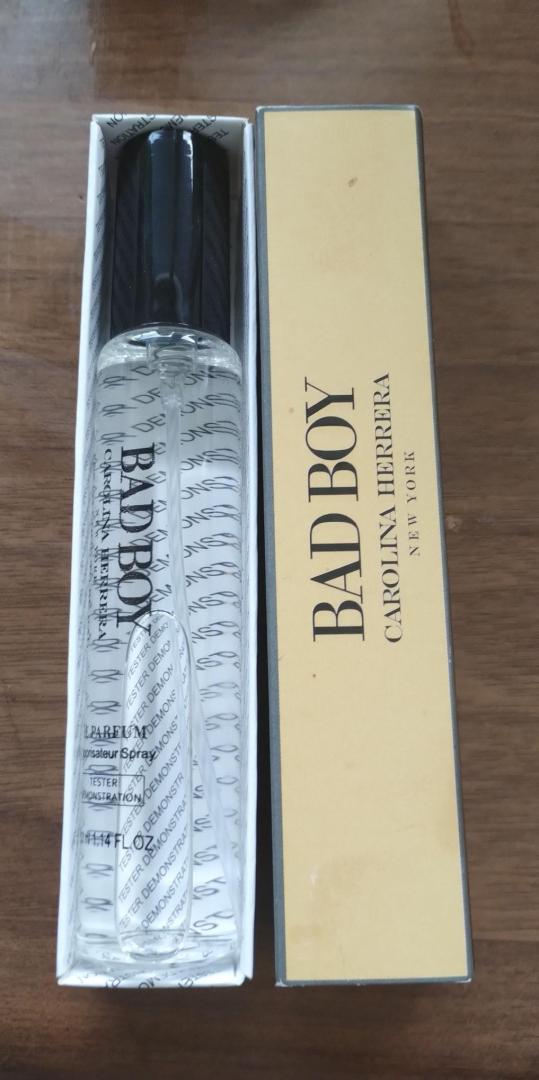 BAD BOY
CAROLINA HERRERA
PARFUM
Spray
TESTER
DEMONSTRATION
1.14 FL.OZ
TESTER DEMONSTRATION
BAD BOY
CAROLINA HERRERA
NEW YORK